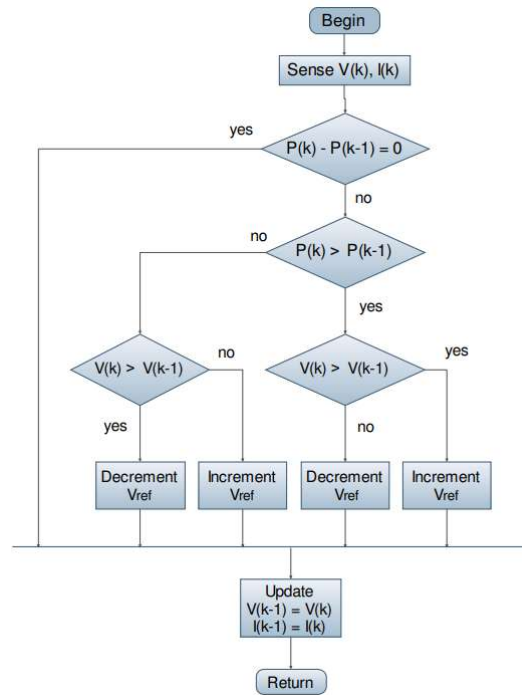 Begin
Sense V(k), I(k)
yes
P(k) - P(k-1) = 0
no
no
P(k) > P(k-1)
yes
V(k) > V(k-1)
no
V(k) > V(k-1)
yes
yes
no
Decrement
Vref
Increment
Vref
Decrement
Vref
Increment
Vref
Update
V(k-1) = V(k)
I(k-1) = I(k)
Return